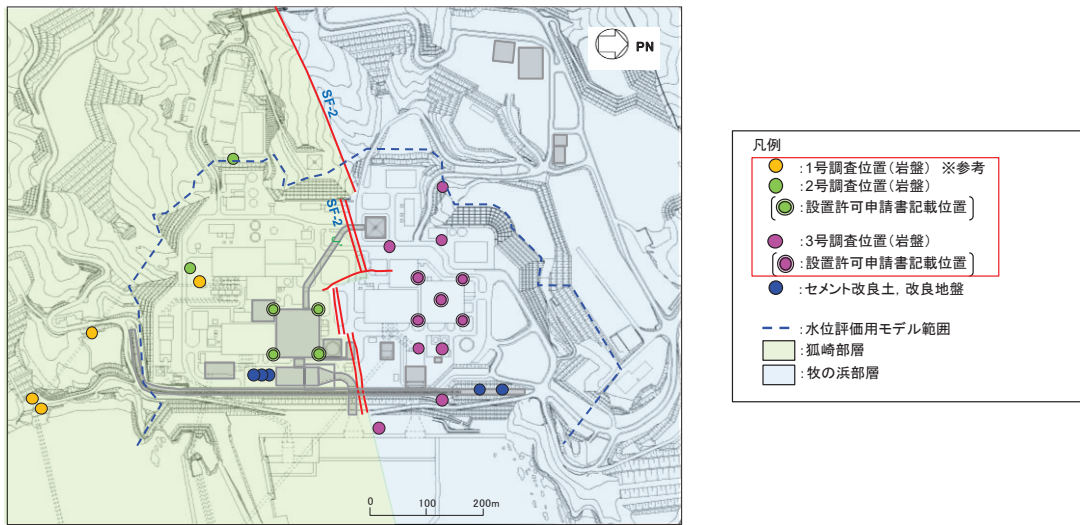 PN
SF-2
SF-2
0 100 200m
凡例
:1号調査位置(岩盤) ※参考
:2号調査位置(岩盤)
:設置許可申請書記載位置
:3号調査位置(岩盤)
:設置許可申請書記載位置
:セメント改良土，改良地盤
:水位評価用モデル範囲
:狐崎部層
:牧の浜部層